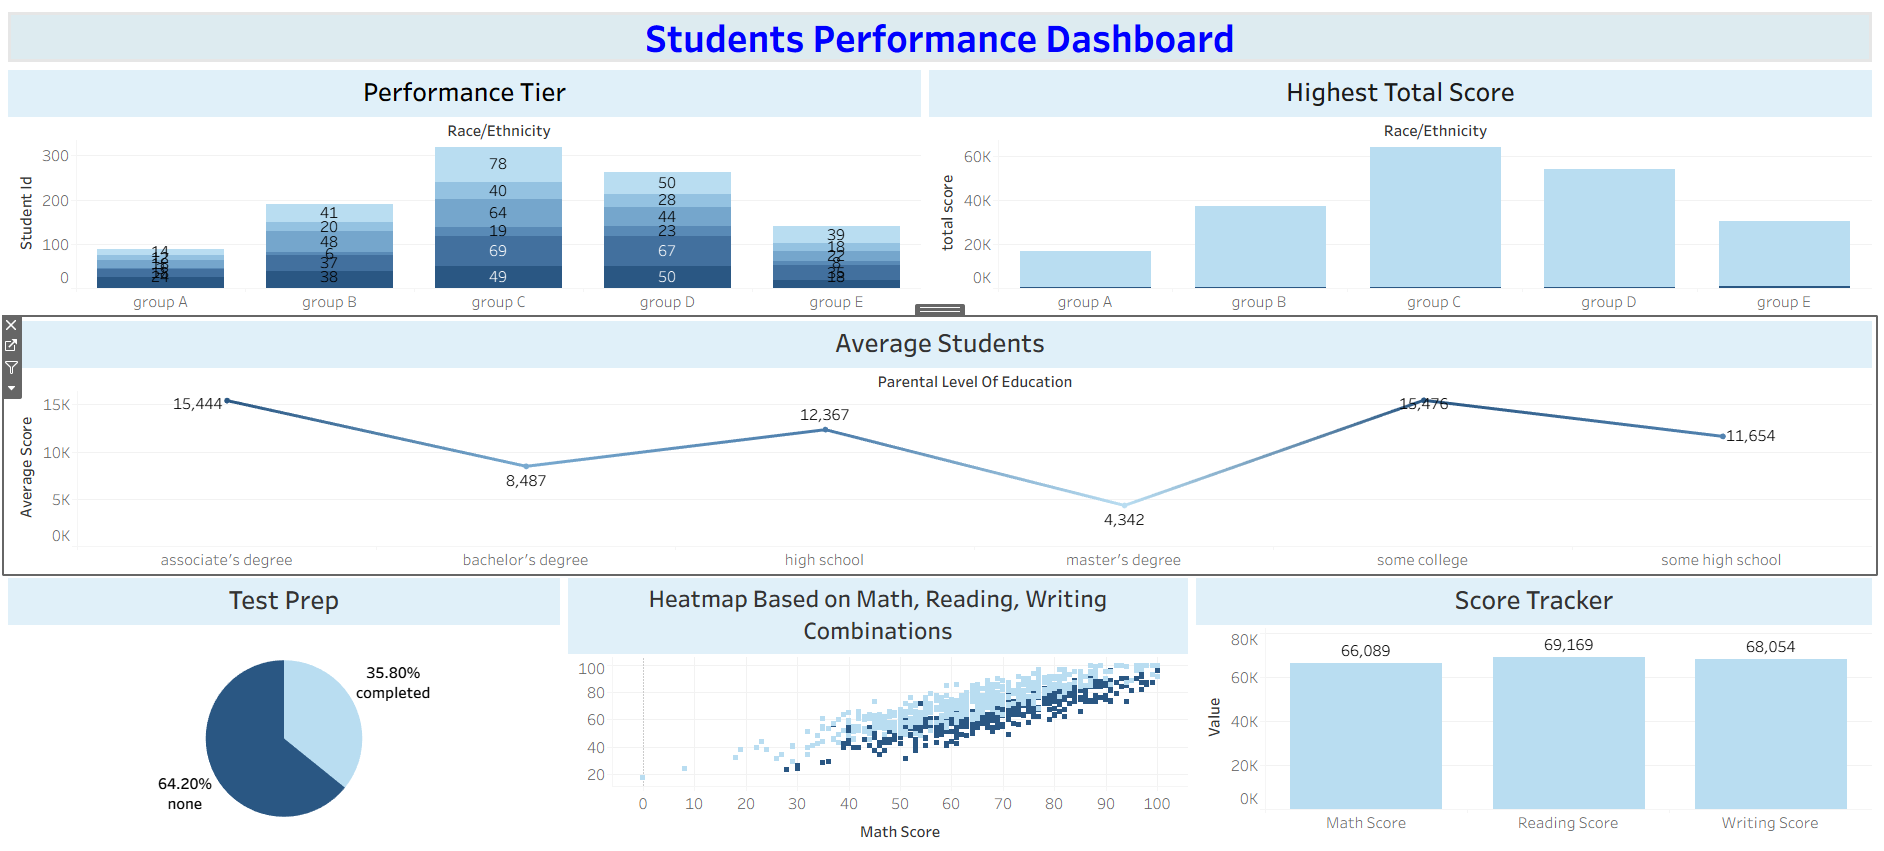 Students Performance Dashboard
Performance Tier
Race/Ethnicity
Student Id
300
200
100
0
14
12
24
41
20
48
6
37
38
78
40
64
19
69
49
50
28
44
23
67
50
39
18
22
8
18
group A
group B
group C
group D
group E
Highest Total Score
Race/Ethnicity
total score
60K
40K
20K
0K
group A
group B
group C
group D
group E
Average Students
Parental Level Of Education
Average Score
15K
10K
5K
0K
15,444
8,487
12,367
4,342
15,476
11,654
associate's degree
bachelor's degree
high school
master's degree
some college
some high school
Test Prep
35.80%
completed
64.20%
none
Heatmap Based on Math, Reading, Writing
Combinations
100
80
60
40
20
0
10
20
30
40
50
60
70
80
90
100
Math Score
Score Tracker
Value
80K
60K
40K
20K
0K
66,089
69,169
68,054
Math Score
Reading Score
Writing Score